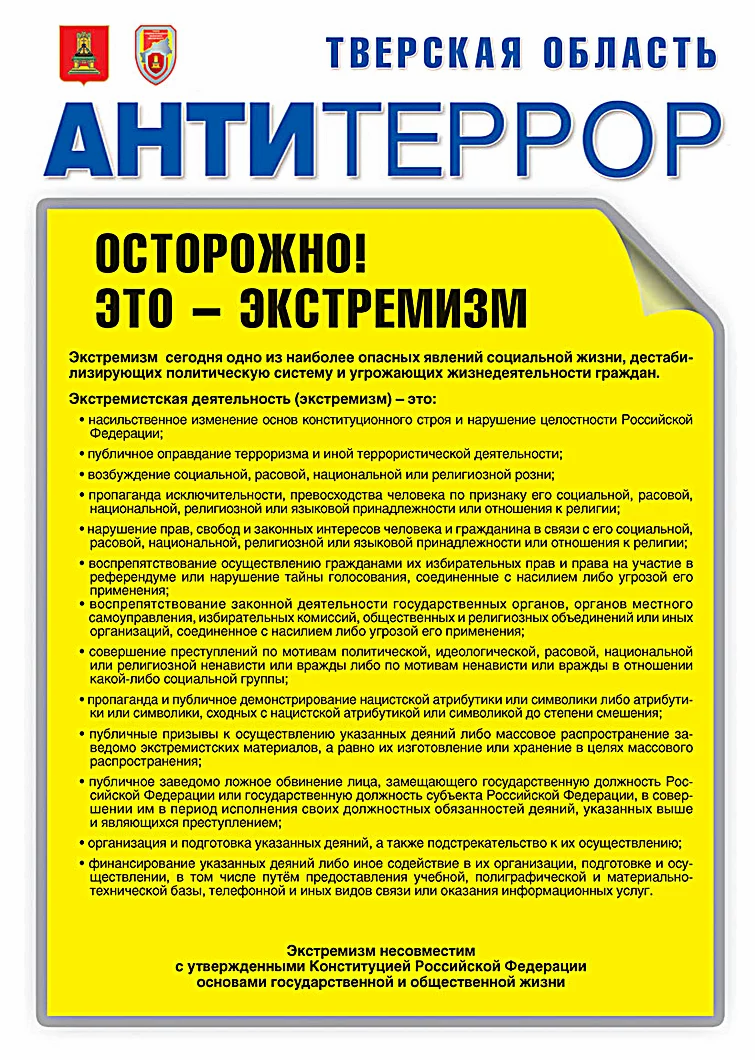 ТВЕРСКАЯ ОБЛАСТЬ
АНТИТЕРРОР
ОСТОРОЖНО!
ЭТО – ЭКСТРЕМИЗМ
Экстремизм сегодня одно из наиболее опасных явлений социальной жизни, дестаби-
лизирующих политическую систему и угрожающих жизнедеятельности граждан.
Экстремистская деятельность (экстремизм) – это:
• насильственное изменение основ конституционного строя и нарушение целостности Российской
Федерации;
• публичное оправдание терроризма и иной террористической деятельности;
• возбуждение социальной, расовой, национальной или религиозной розни;
• пропаганда исключительности, превосходства человека по признаку его социальной, расовой,
национальной, религиозной или языковой принадлежности или отношения к религии;
• нарушение прав, свобод и законных интересов человека и гражданина в связи с его социальной,
расовой, национальной, религиозной или языковой принадлежности или отношения к религии;
• воспрепятствование осуществлению гражданами их избирательных прав и права на участие в
референдуме или нарушение тайны голосования, соединенные с насилием либо угрозой его
применения;
• воспрепятствование законной деятельности государственных органов, органов местного
самоуправления, избирательных комиссий, общественных и религиозных объединений или иных
организаций, соединенное с насилием либо угрозой его применения;
• совершение преступлений по мотивам политической, идеологической, расовой, национальной
или религиозной ненависти или вражды либо по мотивам ненависти или вражды в отношении
какой-либо социальной группы;
• пропаганда и публичное демонстрирование нацистской атрибутики или символики либо атрибути-
ки или символики, сходных с нацистской атрибутикой или символикой до степени смешения;
• публичные призывы к осуществлению указанных деяний либо массовое распространение за-
ведомо экстремистских материалов, а равно их изготовление или хранение в целях массового
распространения;
• публичное заведомо ложное обвинение лица, замещающего государственную должность Рос-
сийской Федерации или государственную должность субъекта Российской Федерации, в совер-
шении им в период исполнения своих должностных обязанностей деяний, указанных выше
и являющихся преступлением;
• организация и подготовка указанных деяний, а также подстрекательство к их осуществлению;
• финансирование указанных деяний либо иное содействие в их организации, подготовке и осу-
ществлении, в том числе путём предоставления учебной, полиграфической и материально-
технической базы, телефонной и иных видов связи или оказания информационных услуг.
Экстремизм несовместим
с утвержденными Конституцией Российской Федерации
основами государственной и общественной жизни